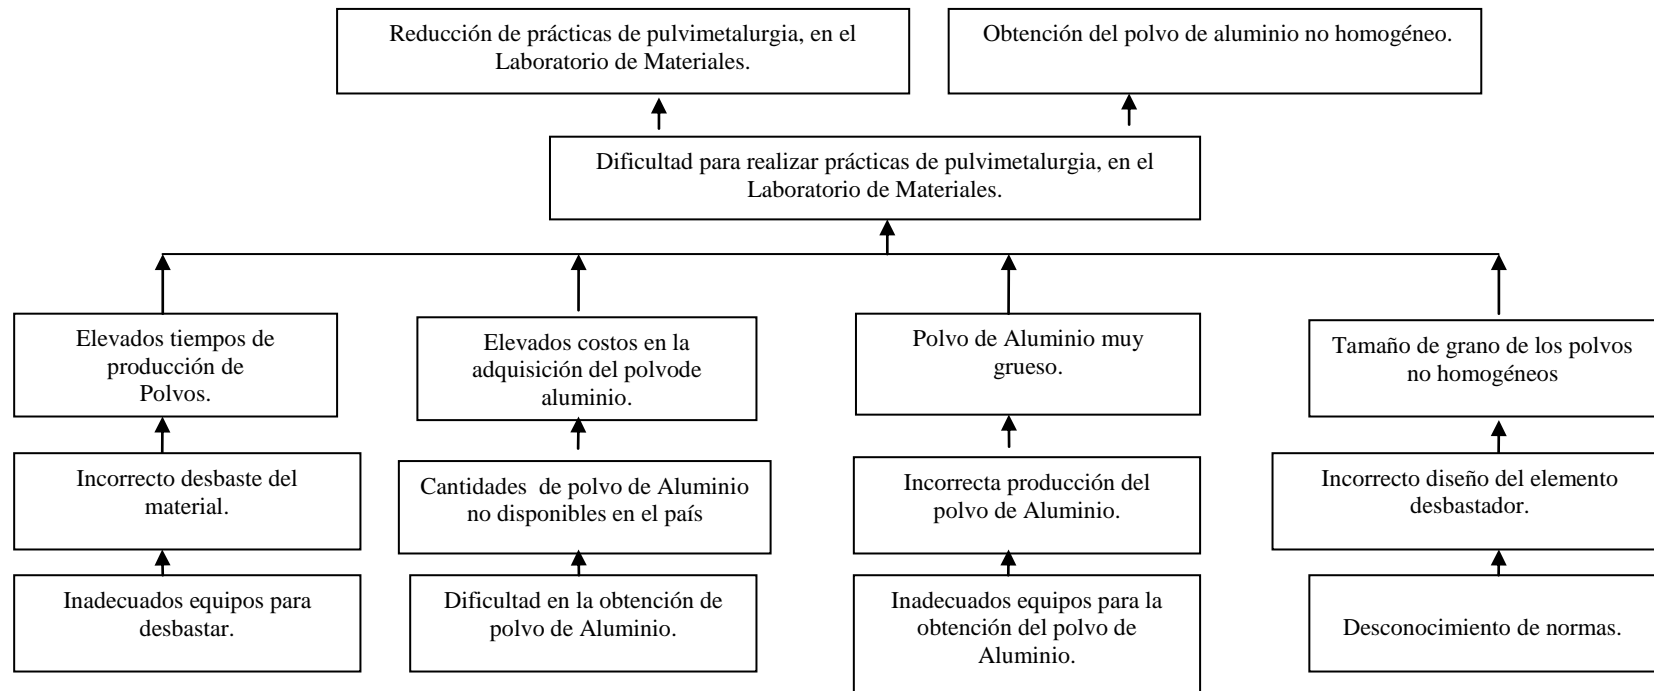 Reducción de prácticas de pulvimetalurgia, en el
Laboratorio de Materiales.
Obtención del polvo de aluminio no homogéneo.
Dificultad para realizar prácticas de pulvimetalurgia, en el
Laboratorio de Materiales.
Elevados tiempos de
producción de
Polvos.
Elevados costos en la
adquisición del polvode
aluminio.
Polvo de Aluminio muy
grueso.
Tamaño de grano de los polvos
no homogéneos
Incorrecto desbaste del
material.
Cantidades  de polvo de Aluminio
no disponibles en el país
Incorrecta producción del
polvo de Aluminio.
Incorrecto diseño del elemento
desbastador.
Inadecuados equipos para
desbastar.
Dificultad en la obtención de
polvo de Aluminio.
Inadecuados equipos para la
obtención del polvo de
Aluminio.
Desconocimiento de normas.